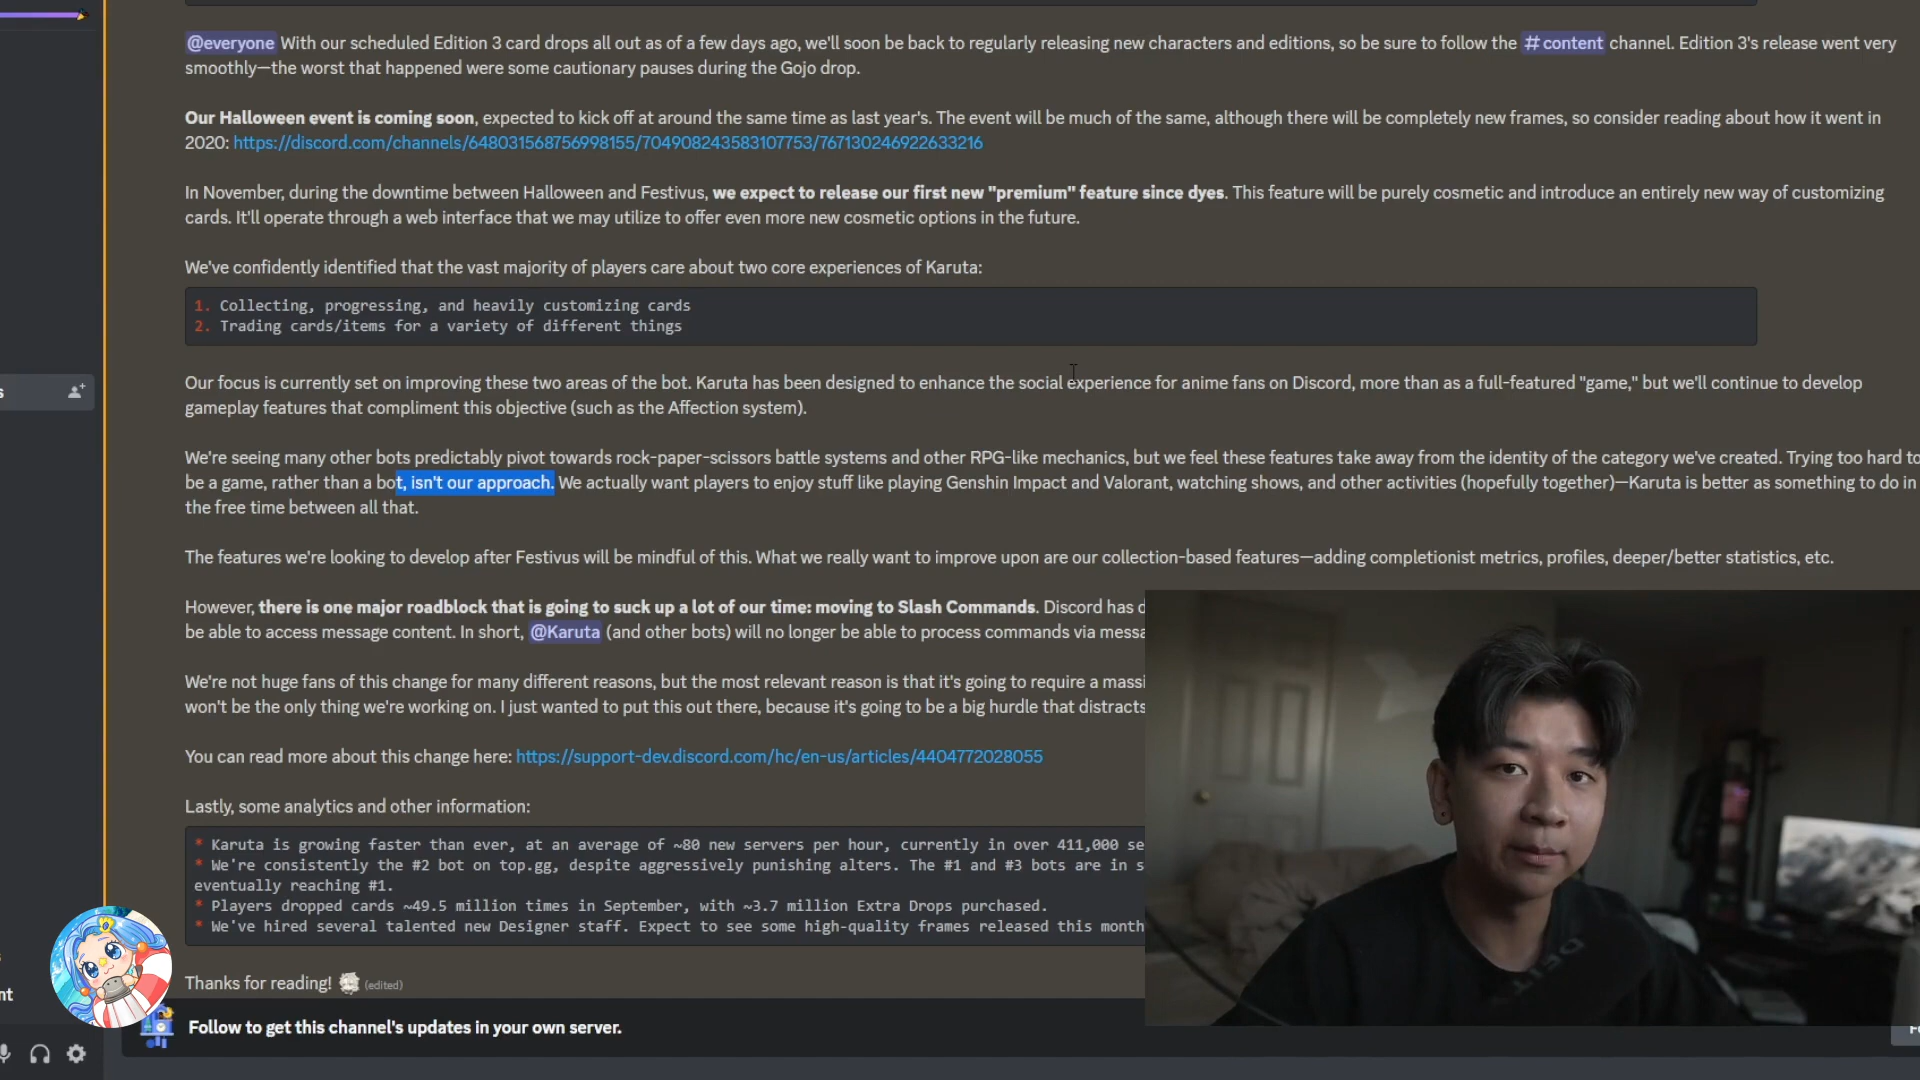 @everyone With our scheduled Edition 3 card drops all out as of a few days ago, we'll soon be back to regularly releasing new characters and editions, so be sure to follow the # content channel. Edition 3's release went very
smoothly—the worst that happened were some cautionary pauses during the Gojo drop.
Our Halloween event is coming soon, expected to kick off at around the same time as last year's. The event will be much of the same, although there will be completely new frames, so consider reading about how it went in
2020: https://discord.com/channels/648031568756998155/704908243583107753/767130246922633216
In November, during the downtime between Halloween and Festivus, we expect to release our first new "premium" feature since dyes. This feature will be purely cosmetic and introduce an entirely new way of customizing
cards. It'll operate through a web interface that we may utilize to offer even more new cosmetic options in the future.
We've confidently identified that the vast majority of players care about two core experiences of Karuta:
1. Collecting, progressing, and heavily customizing cards
2. Trading cards/items for a variety of different things
Our focus is currently set on improving these two areas of the bot. Karuta has been designed to enhance the social experience for anime fans on Discord, more than as a full-featured "game," but we'll continue to develop
gameplay features that compliment this objective (such as the Affection system).
We're seeing many other bots predictably pivot towards rock-paper-scissors battle systems and other RPG-like mechanics, but we feel these features take away from the identity of the category we've created. Trying too hard to
be a game, rather than a bot, isn't our approach. We actually want players to enjoy stuff like playing Genshin Impact and Valorant, watching shows, and other activities (hopefully together)—Karuta is better as something to do in
the free time between all that.
The features we're looking to develop after Festivus will be mindful of this. What we really want to improve upon are our collection-based features—adding completionist metrics, profiles, deeper/better statistics, etc.
However, there is one major roadblock that is going to suck up a lot of our time: moving to Slash Commands. Discord has d
be able to access message content. In short, @Karuta (and other bots) will no longer be able to process commands via messa
We're not huge fans of this change for many different reasons, but the most relevant reason is that it's going to require a massi
won't be the only thing we're working on. I just wanted to put this out there, because it's going to be a big hurdle that distracts
You can read more about this change here: https://support-dev.discord.com/hc/en-us/articles/4404772028055
Lastly, some analytics and other information:
* Karuta is growing faster than ever, at an average of ~80 new servers per hour, currently in over 411,000 se
* We're consistently the #2 bot on top.gg, despite aggressively punishing alters. The #1 and #3 bots are in s
eventually reaching #1.
* Players dropped cards ~49.5 million times in September, with ~3.7 million Extra Drops purchased.
* We've hired several talented new Designer staff. Expect to see some high-quality frames released this month
Thanks for reading! (edited)
nt
Follow to get this channel's updates in your own server.